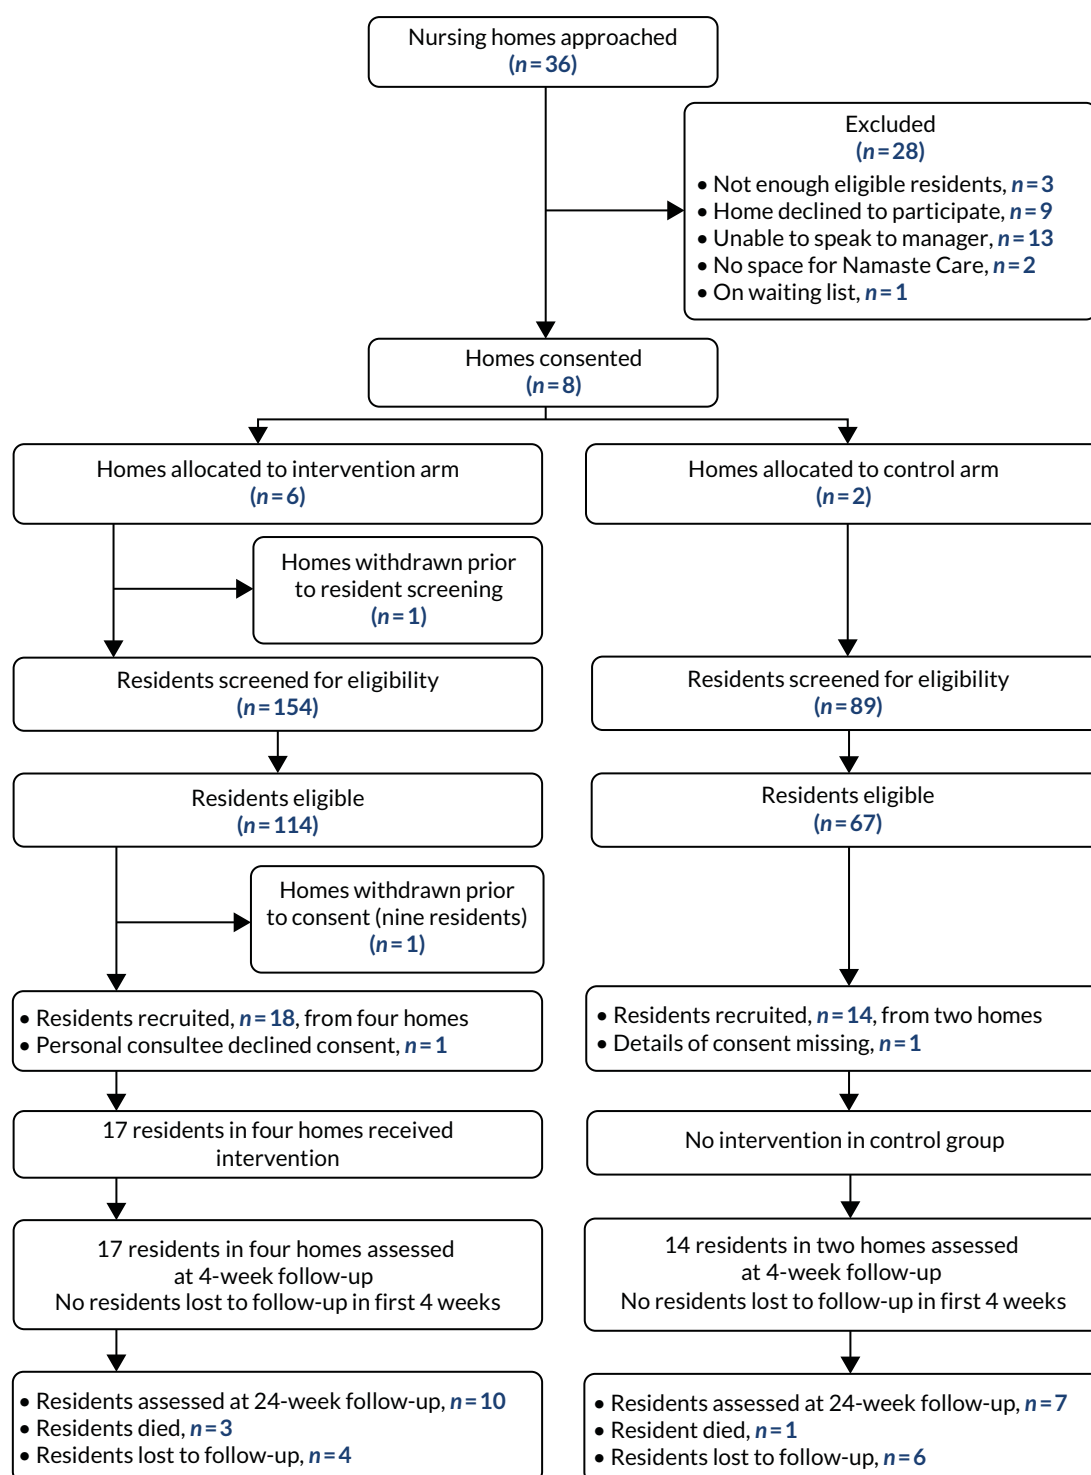 Nursing homes approached
(n=36)
Excluded
(n=28)
• Not enough eligible residents, n=3
• Home declined to participate, n=9
• Unable to speak to manager, n=13
• No space for Namaste Care, n=2
• On waiting list, n=1
Homes consented
(n=8)
Homes allocated to intervention arm
(n=6)
Homes allocated to control arm
(n=2)
Homes withdrawn prior
to resident screening
(n=1)
Residents screened for eligibility
(n=154)
Residents screened for eligibility
(n=89)
Residents eligible
(n=114)
Residents eligible
(n=67)
Homes withdrawn prior
to consent (nine residents)
(n=1)
• Residents recruited, n=18, from four homes
• Personal consultee declined consent, n=1
• Residents recruited, n=14, from two homes
• Details of consent missing, n=1
17 residents in four homes received
intervention
No intervention in control group
17 residents in four homes assessed
at 4-week follow-up
No residents lost to follow-up in first 4 weeks
14 residents in two homes assessed
at 4-week follow-up
No residents lost to follow-up in first 4 weeks
• Residents assessed at 24-week follow-up, n=10
• Residents died, n=3
• Residents lost to follow-up, n=4
• Residents assessed at 24-week follow-up, n=7
• Resident died, n=1
• Residents lost to follow-up, n=6